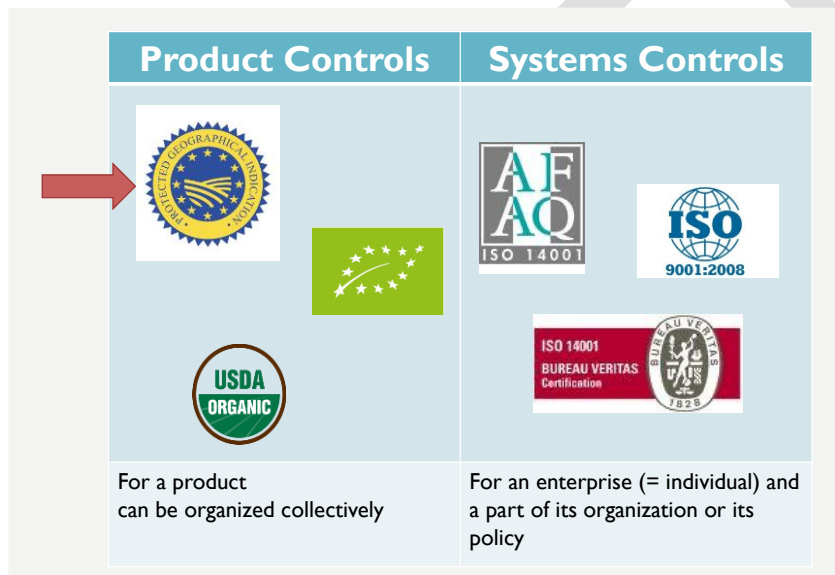 Product Controls
Systems Controls
PROTECTED GEOGRAPHICAL INDICATION
USDA
ORGANIC
AF
AQ
ISO 14001
ISO
9001:2008
ISO 14001
BUREAU VERITAS
Certification
BUREAU VERITAS
1828
For a product
can be organized collectively
For an enterprise (= individual) and
a part of its organization or its
policy